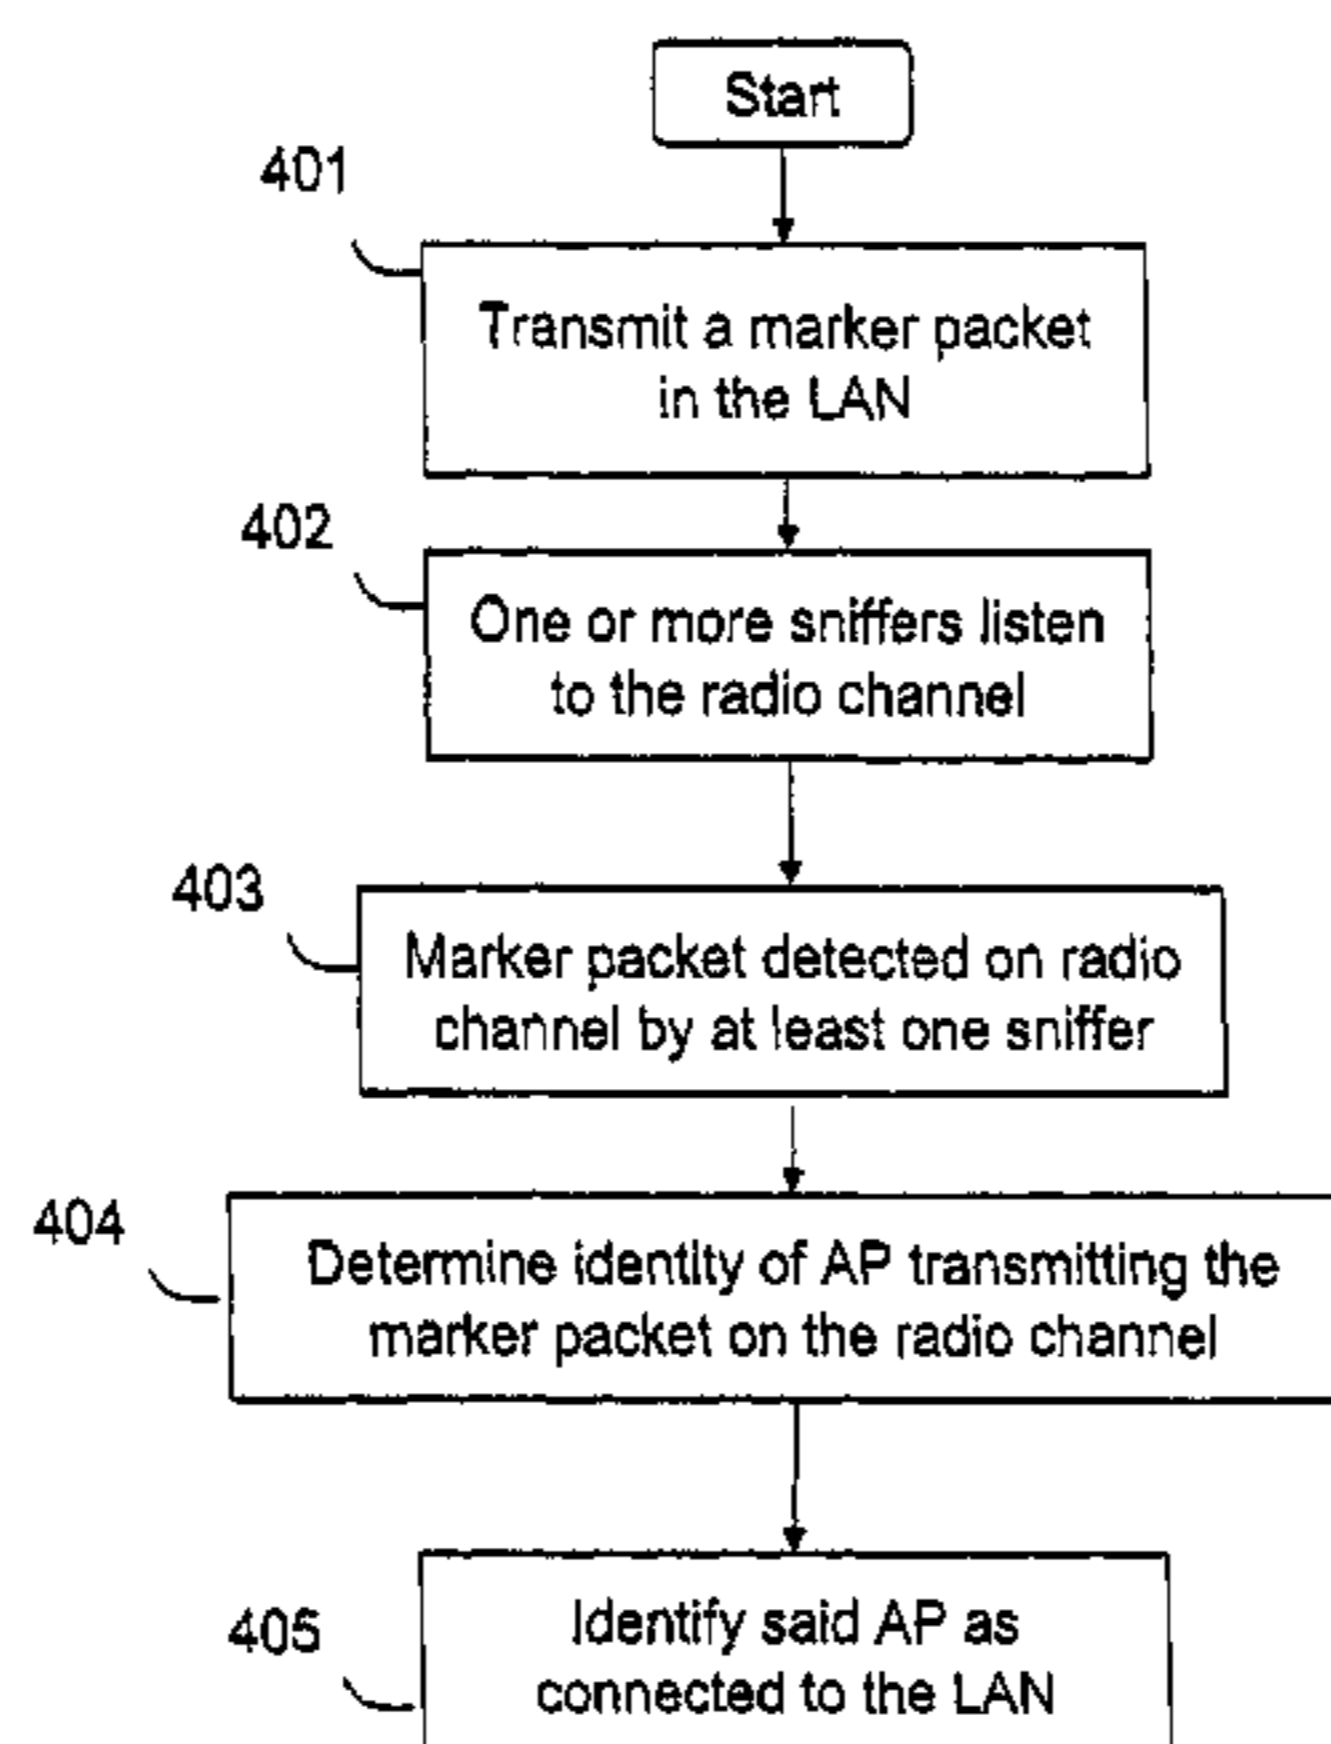 Start
401
Transmit a marker packet
in the LAN
402
One or more sniffers listen
to the radio channel
403
Marker packet detected on radio
channel by at least one sniffer
404
Determine identity of AP transmitting the
marker packet on the radio channel
405
Identify said AP as
connected to the LAN